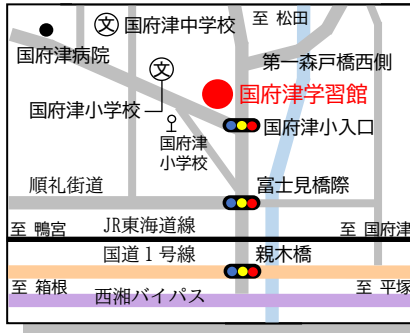 文 国府津中学校
至 松田
国府津病院
文
第一森戸橋西側
国府津学習館
国府津小学校
国府津小入口
国府津
小学校
順礼街道
富士見橋際
至 鴨宮
JR東海道線
至 国府津
国道1号線
親木橋
至 箱根
至 平塚
西湘バイパス